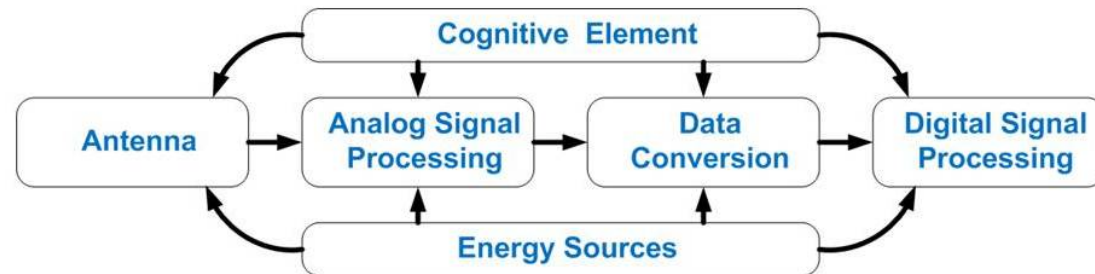 Cognitive Element
Antenna
Analog Signal
Processing
Data
Conversion
Digital Signal
Processing
Energy Sources